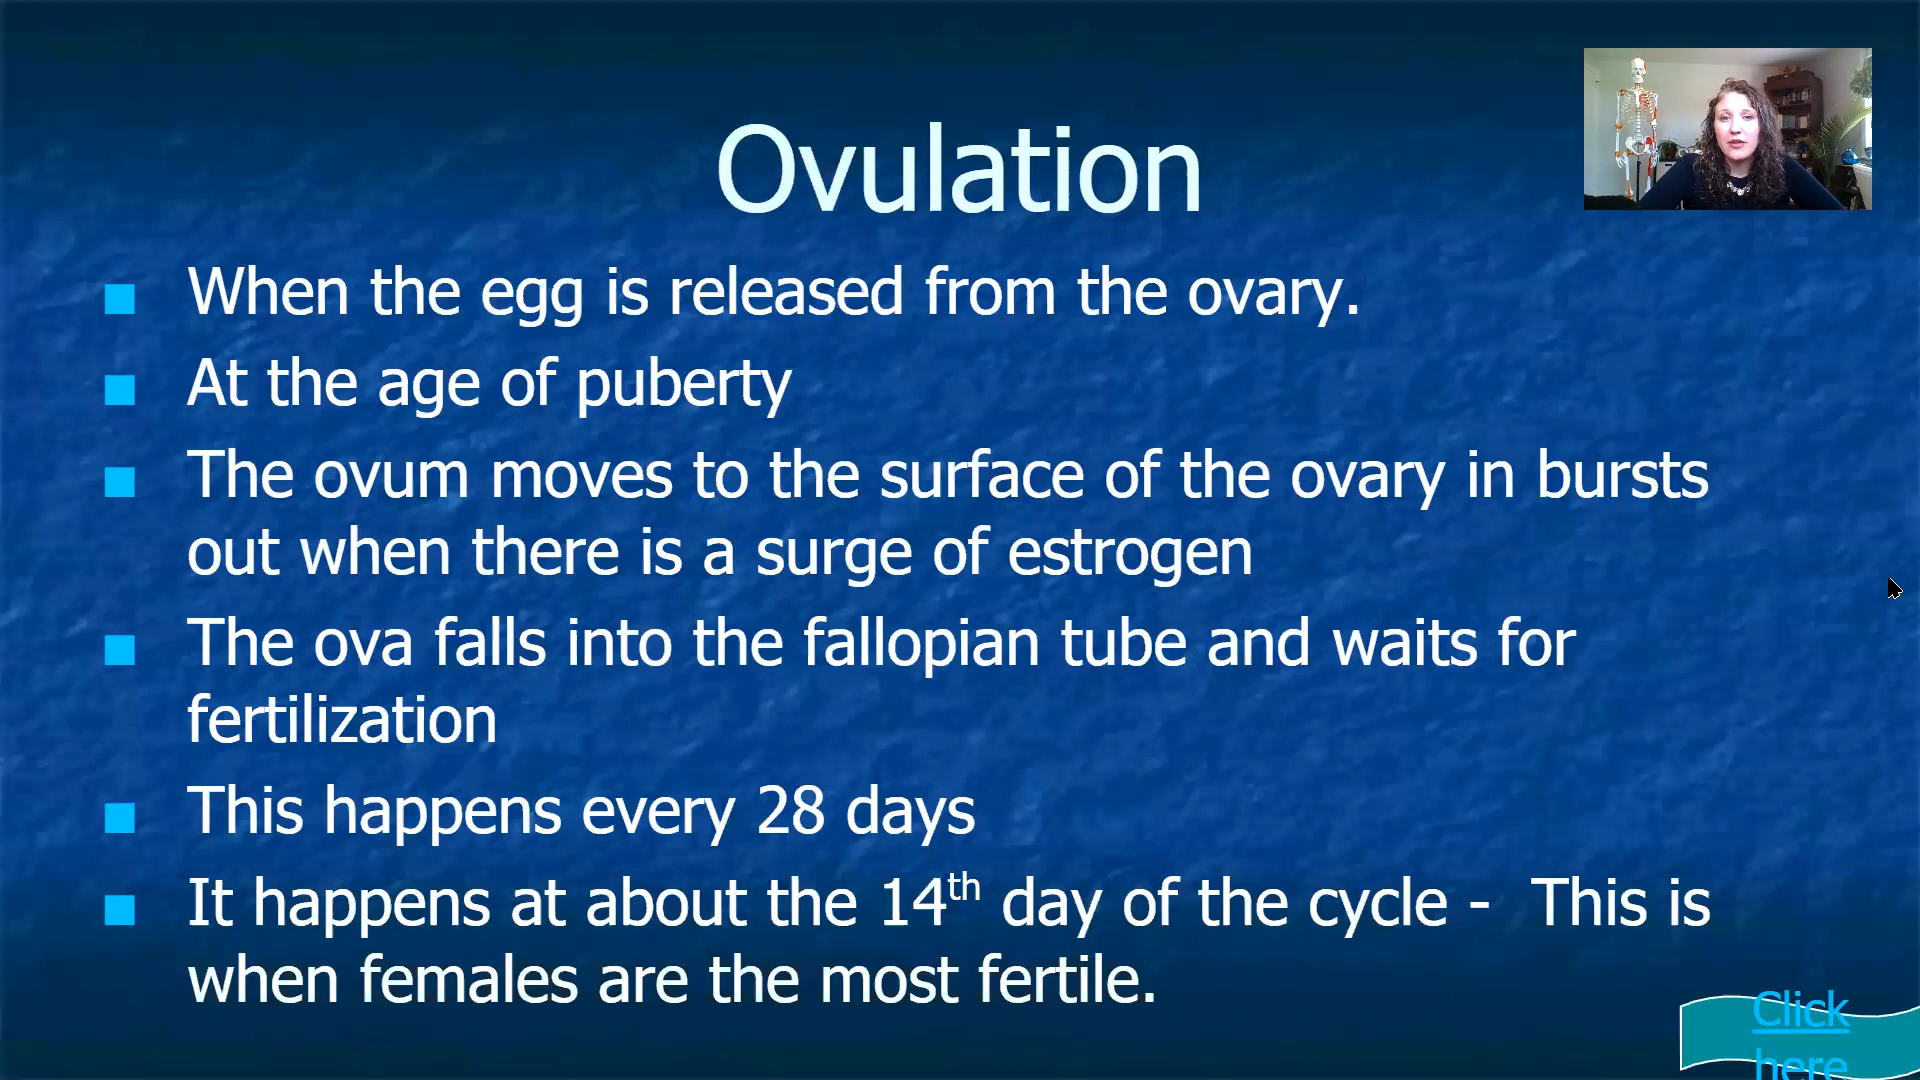 Ovulation
When the egg is released from the ovary.
At the age of puberty
The ovum moves to the surface of the ovary in bursts
out when there is a surge of estrogen
The ova falls into the fallopian tube and waits for
fertilization
This happens every 28 days
It happens at about the 14th day of the cycle - This is
when females are the most fertile.
Click
here